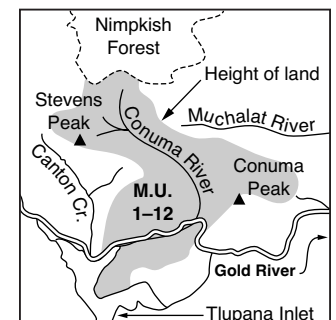 Nimpkish
Forest
Height of land
Stevens
Peak
Muchalat River
Conuma River
Canton Cr.
Conuma
Peak
M.U.
1–12
Gold River
Tlupana Inlet